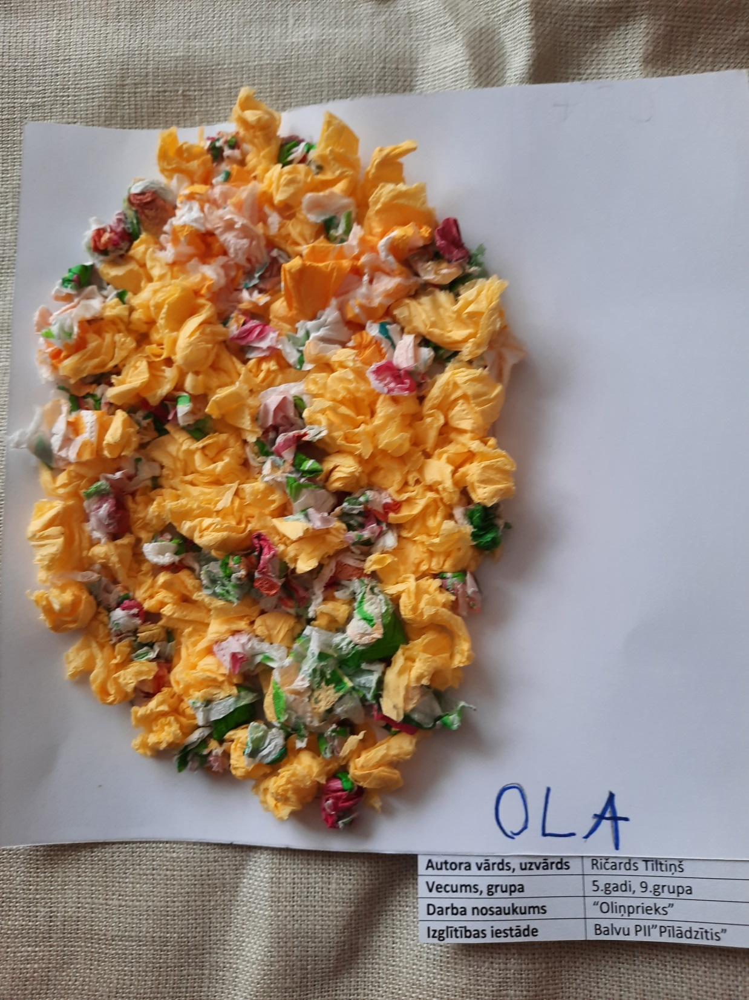 OLA
Autora vārds, uzvārds Ričards Tiltiņš
Vecums, grupa 5.gadi, 9.grupa
Darba nosaukums "Oliņprieks"
Izglītības iestāde Balvu PII"Pīlādzītis"